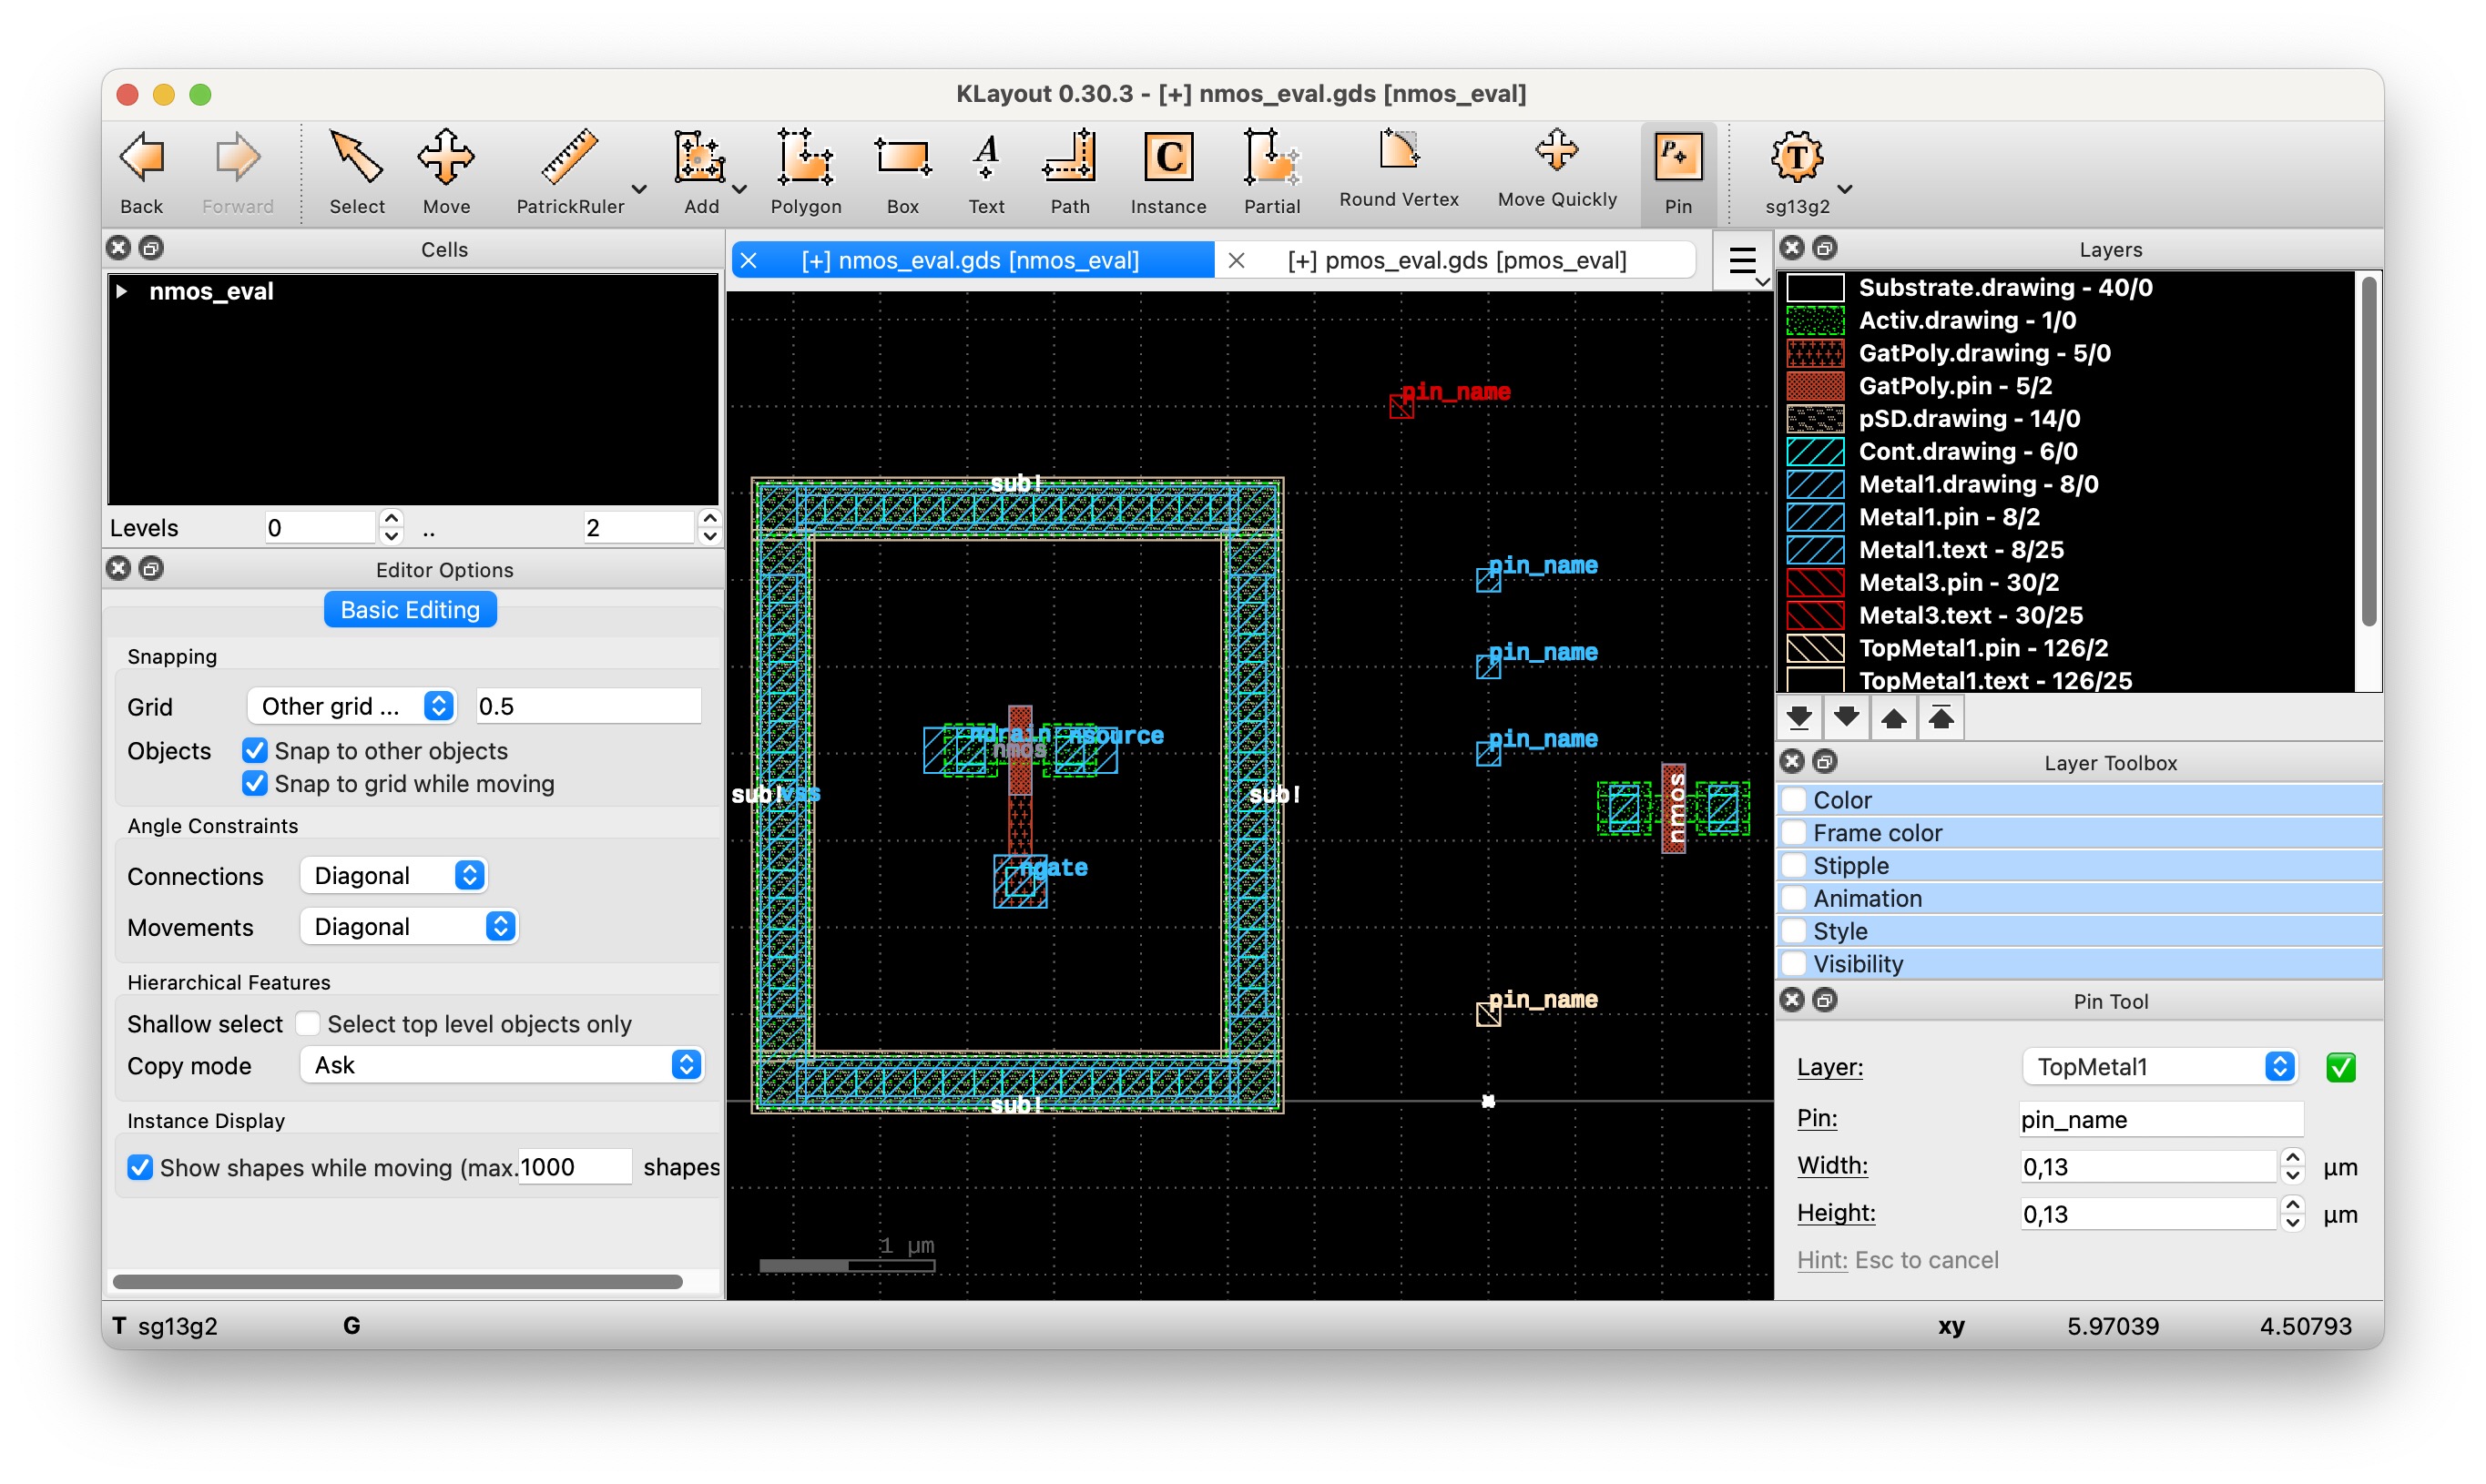 KLayout 0.30.3 - [+] nmos_eval.gds [nmos_eval]
Back
Forward
Select
Move
PatrickRuler
Add
Polygon
Box
Text
Path
Instance
Partial
Round Vertex
Move Quickly
Pin
sg13g2
Cells
nmos_eval
Levels 0 .. 2
Editor Options
Basic Editing
Snapping
Grid Other grid ... 0.5
Objects Snap to other objects
Snap to grid while moving
Angle Constraints
Connections Diagonal
Movements Diagonal
Hierarchical Features
Shallow select Select top level objects only
Copy mode Ask
Instance Display
Show shapes while moving (max. 1000 shapes
[+] nmos_eval.gds [nmos_eval]
[+] pmos_eval.gds [pmos_eval]
pin_name
sub!
pin_name
pin_name
ndrain
nsource
nmos
pin_name
sub!
vss
sub!
nmos
ngate
pin_name
sub!
1 µm
Layers
Substrate.drawing - 40/0
Activ.drawing - 1/0
GatPoly.drawing - 5/0
GatPoly.pin - 5/2
pSD.drawing - 14/0
Cont.drawing - 6/0
Metal1.drawing - 8/0
Metal1.pin - 8/2
Metal1.text - 8/25
Metal3.pin - 30/2
Metal3.text - 30/25
TopMetal1.pin - 126/2
TopMetal1.text - 126/25
Layer Toolbox
Color
Frame color
Stipple
Animation
Style
Visibility
Pin Tool
Layer: TopMetal1
Pin: pin_name
Width: 0,13 µm
Height: 0,13 µm
Hint: Esc to cancel
T sg13g2 G xy 5.97039 4.50793